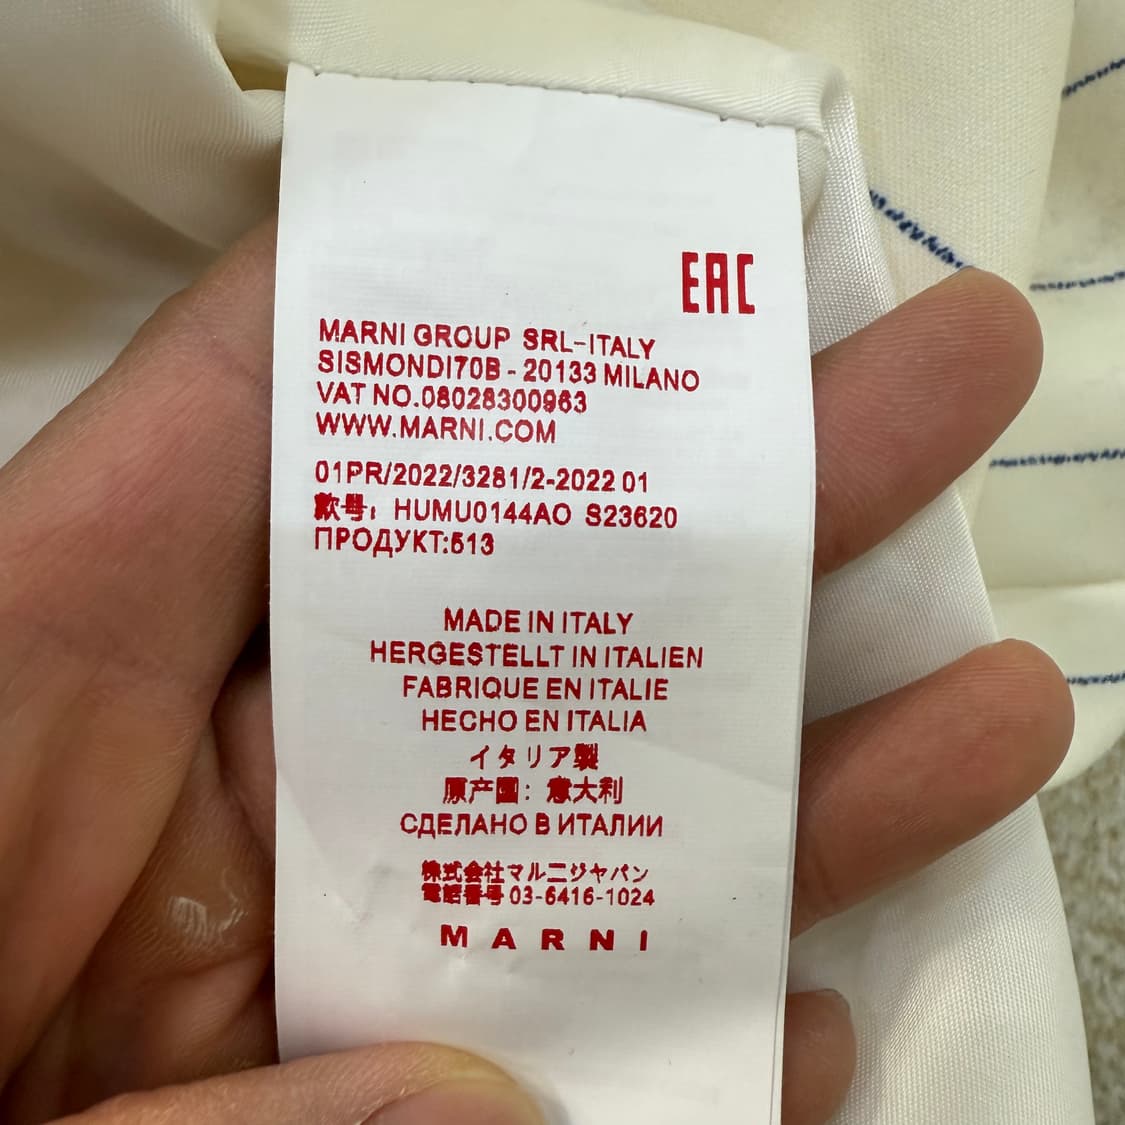 EAC
MARNI GROUP SRL-ITALY
SISMONDI70B - 20133 MILANO
VAT NO.08028300963
WWW.MARNI.COM
01PR/2022/3281/2-2022 01
款号: HUMU0144AO S23620
ПРОДУКТ:513
MADE IN ITALY
HERGESTELLT IN ITALIEN
FABRIQUE EN ITALIE
HECHO EN ITALIA
イタリア製
原产国: 意大利
СДЕЛАНО В ИТАЛИИ
株式会社マルニジャパン
電話番号 03-6416-1024
MARNI